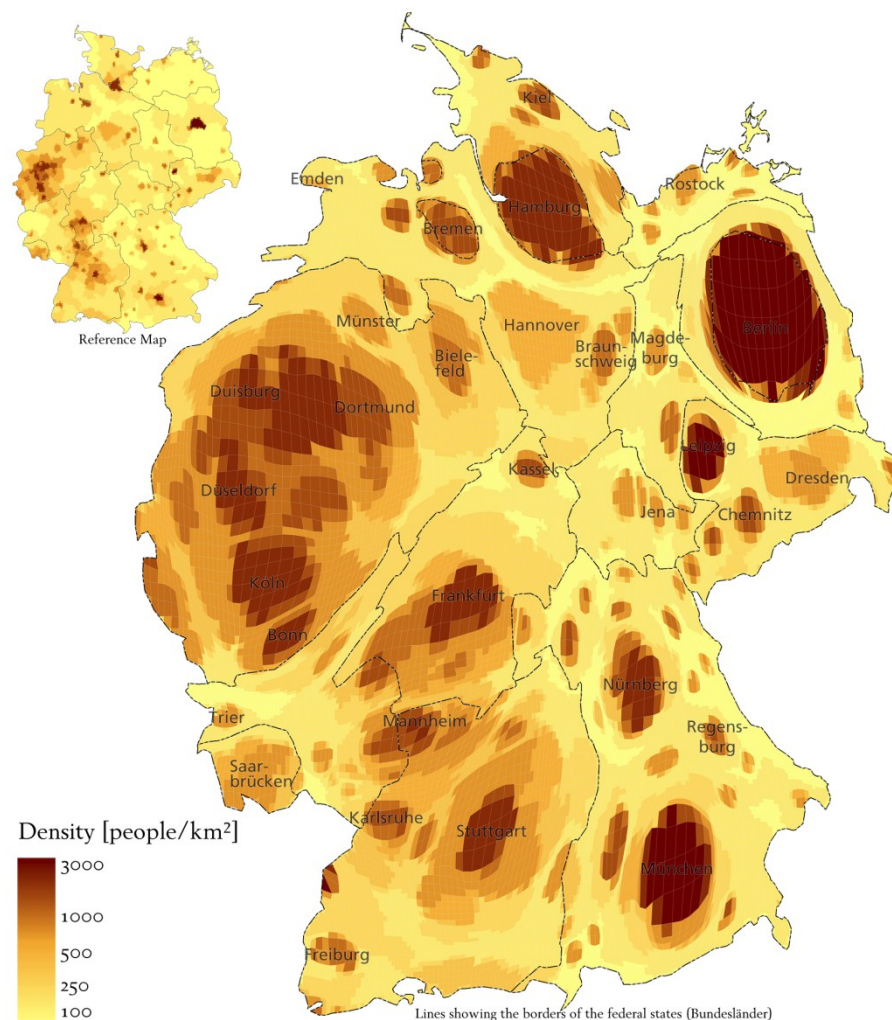 Reference Map
Kiel
Emden
Rostock
Hamburg
Bremen
Berlin
Münster
Hannover
Biele-
feld
Braun-
schweig
Magde-
burg
Duisburg
Dortmund
Leipzig
Kassel
Dresden
Düseldorf
Jena
Chemnitz
Köln
Frankfurt
Bonn
Nürnberg
Trier
Mannheim
Regens-
burg
Saar-
brücken
Karlsruhe
Stuttgart
München
Freiburg
Density [people/km²]
3000
1000
500
250
100
Lines showing the borders of the federal states (Bundesländer)